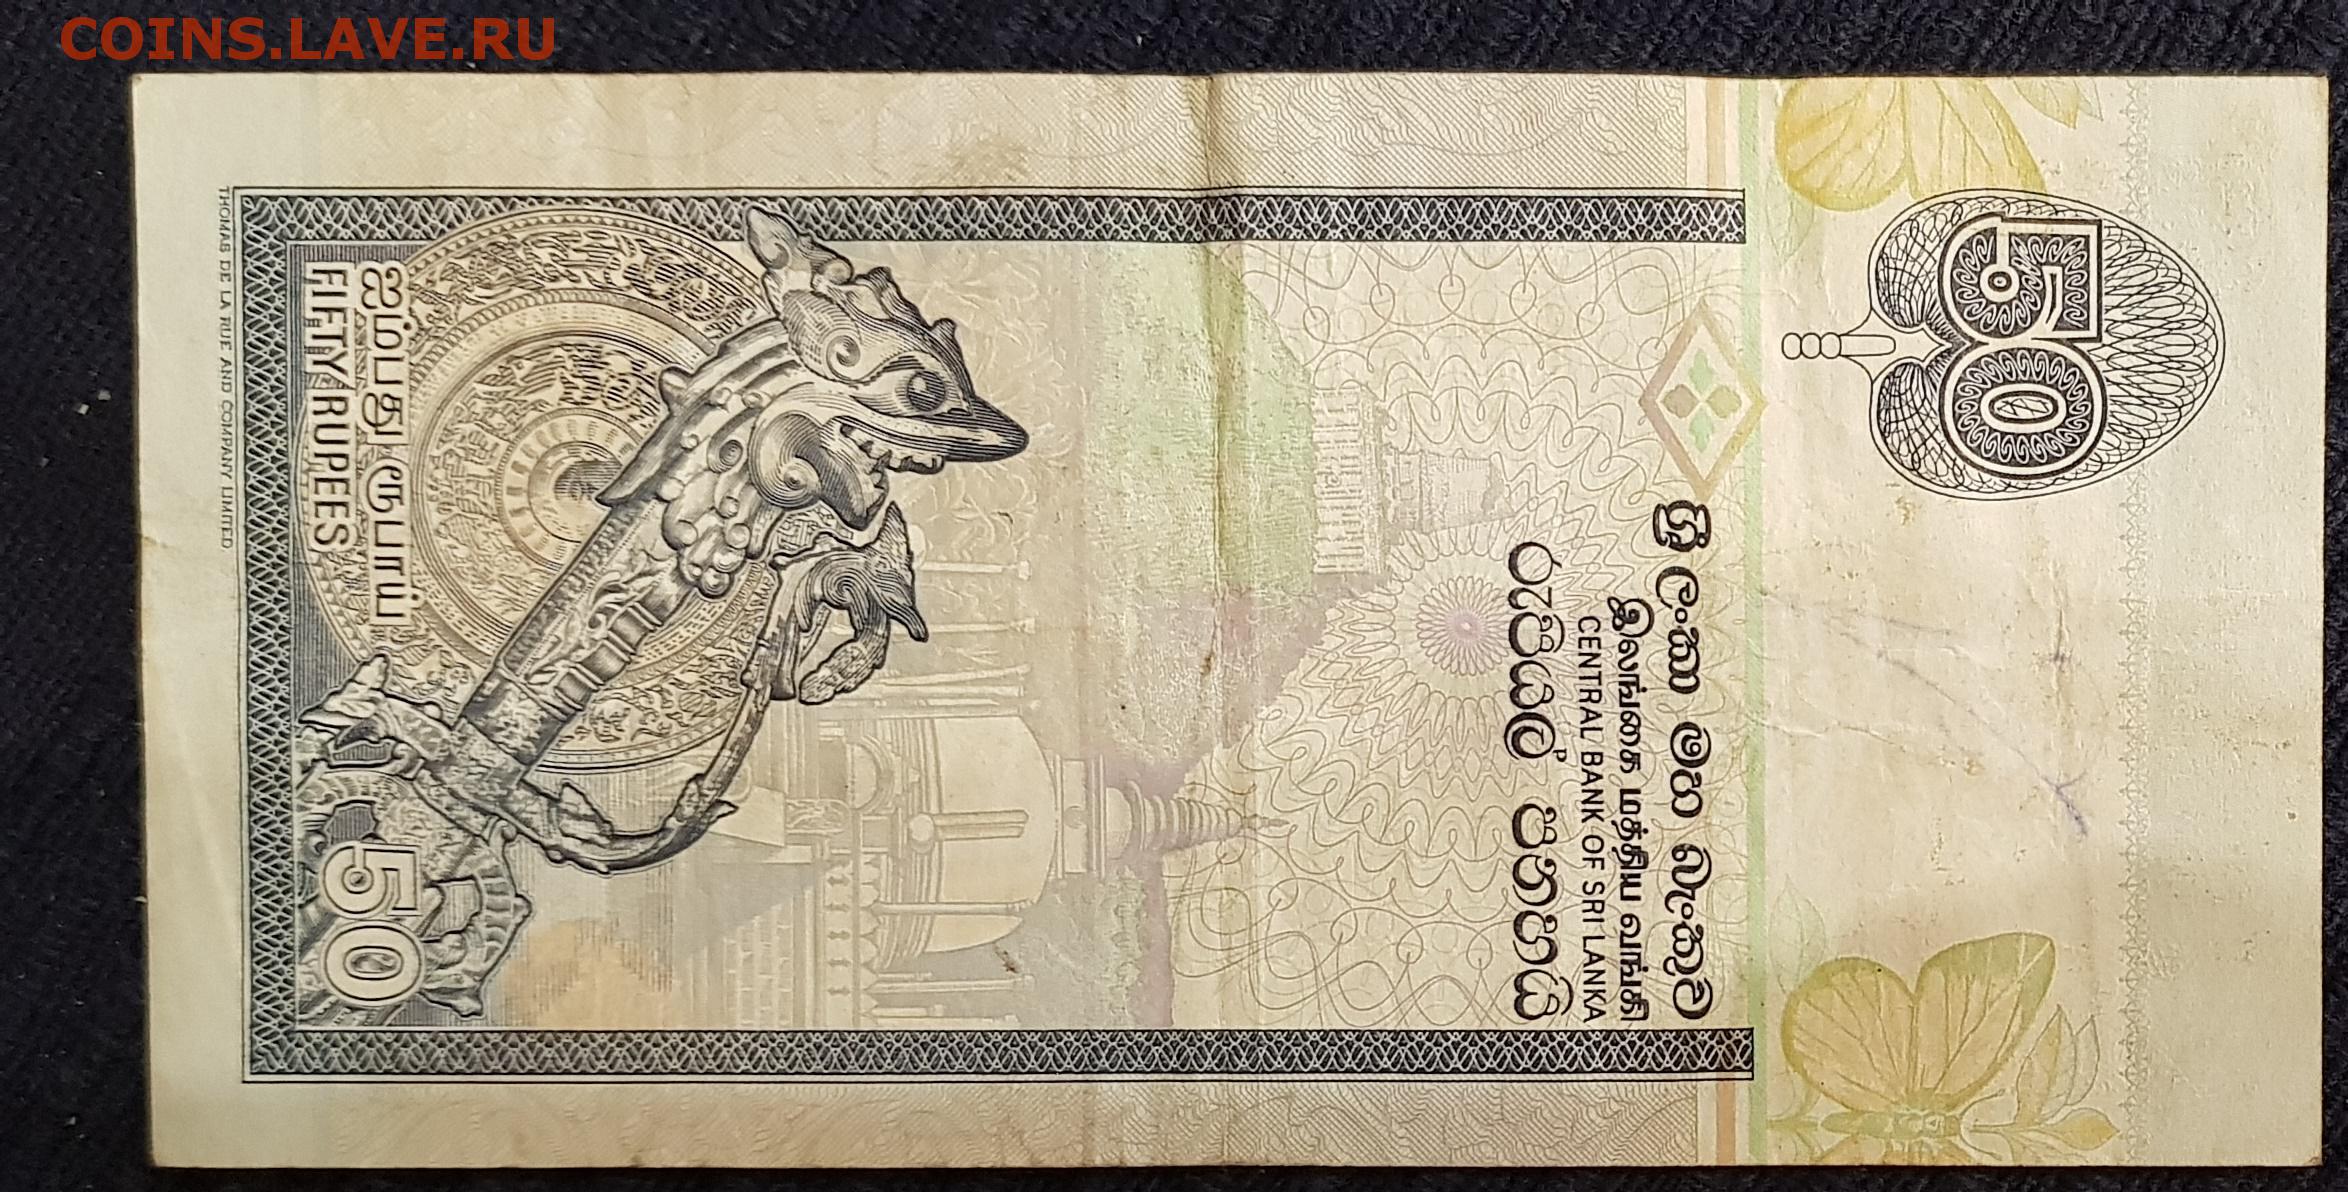 COINS.LAVE.RU
50
ශ්‍රී ලංකා මහ බැංකුව
இலங்கை மத்திய வங்கி
CENTRAL BANK OF SRI LANKA
රුපියල් පනහයි
ஐம்பது ரூபாய்
FIFTY RUPEES
50
THOMAS DE LA RUE AND COMPANY LIMITED